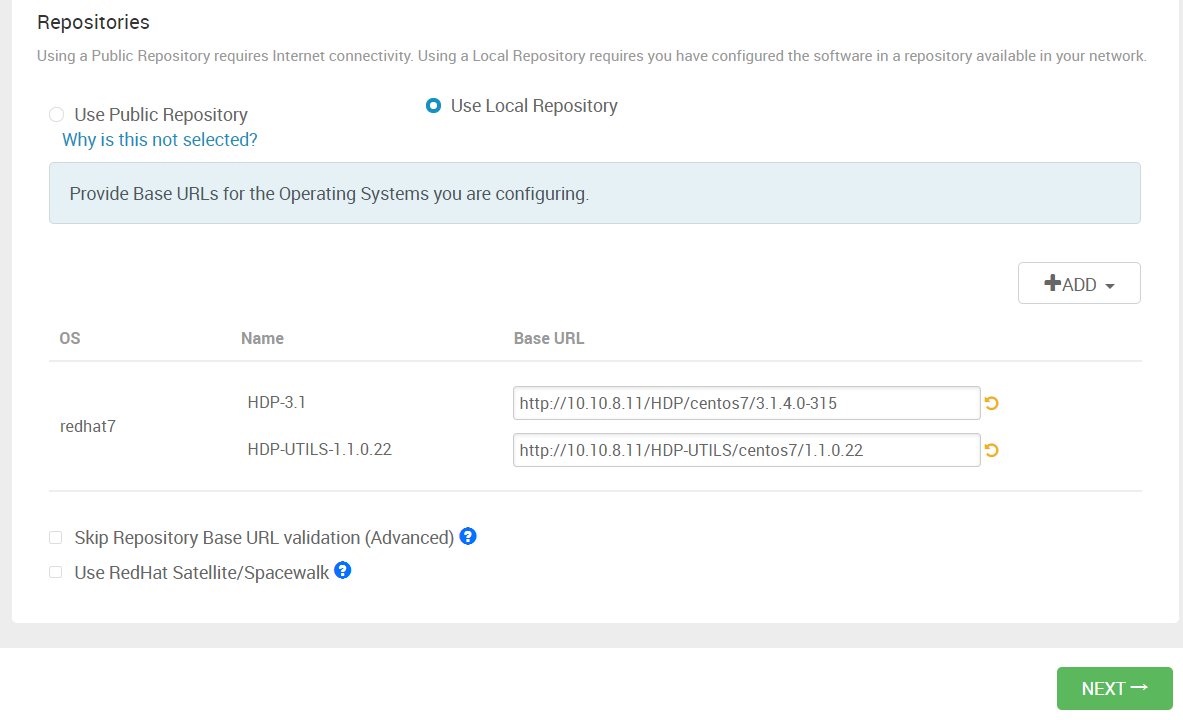 Repositories
Using a Public Repository requires Internet connectivity. Using a Local Repository requires you have configured the software in a repository available in your network.
Use Public Repository
Why is this not selected?
Use Local Repository
Provide Base URLs for the Operating Systems you are configuring.
ADD
OS Name Base URL
redhat7
HDP-3.1 http://10.10.8.11/HDP/centos7/3.1.4.0-315
HDP-UTILS-1.1.0.22 http://10.10.8.11/HDP-UTILS/centos7/1.1.0.22
Skip Repository Base URL validation (Advanced) ?
Use RedHat Satellite/Spacewalk ?
NEXT →